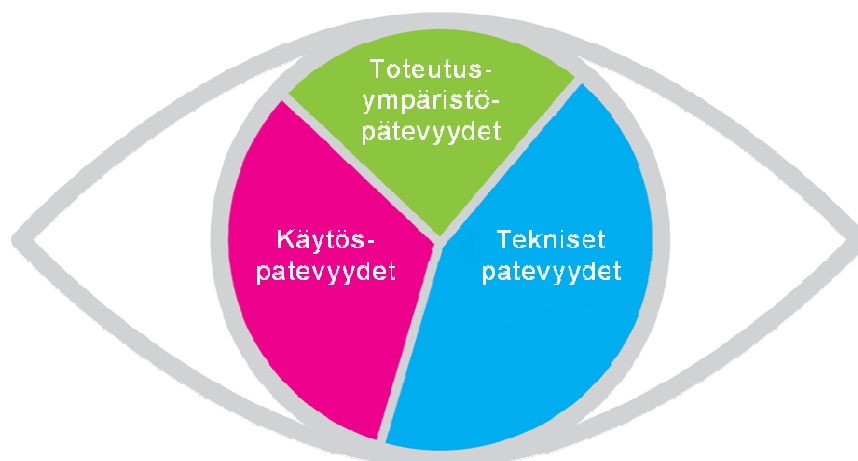 Toteutus-
ympäristö-
pätevyydet
Käytös-
patevyydet
Tekniset
patevyydet